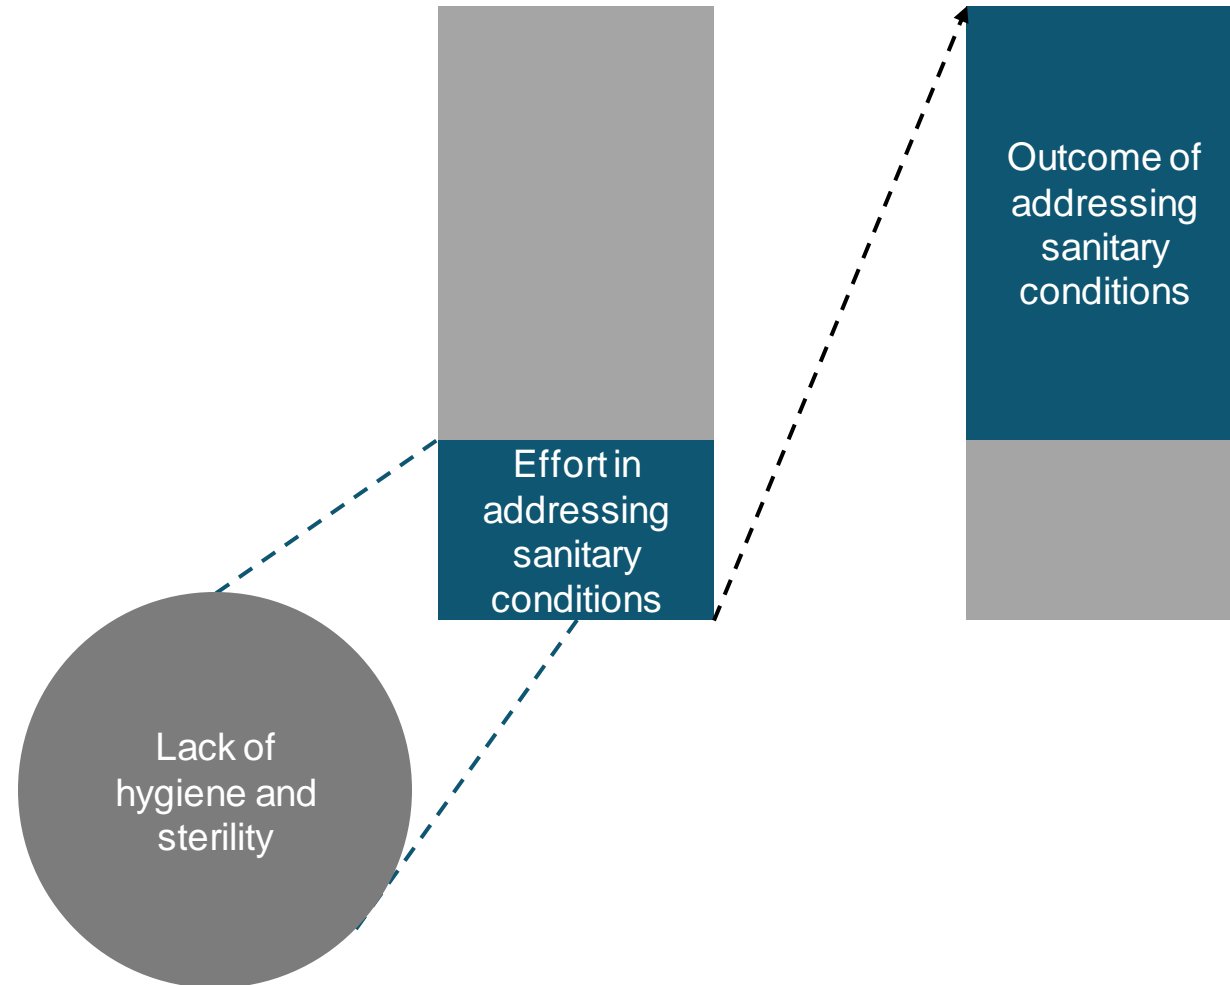 Outcome of
addressing
sanitary
conditions
Effort in
addressing
sanitary
conditions
Lack of
hygiene and
sterility